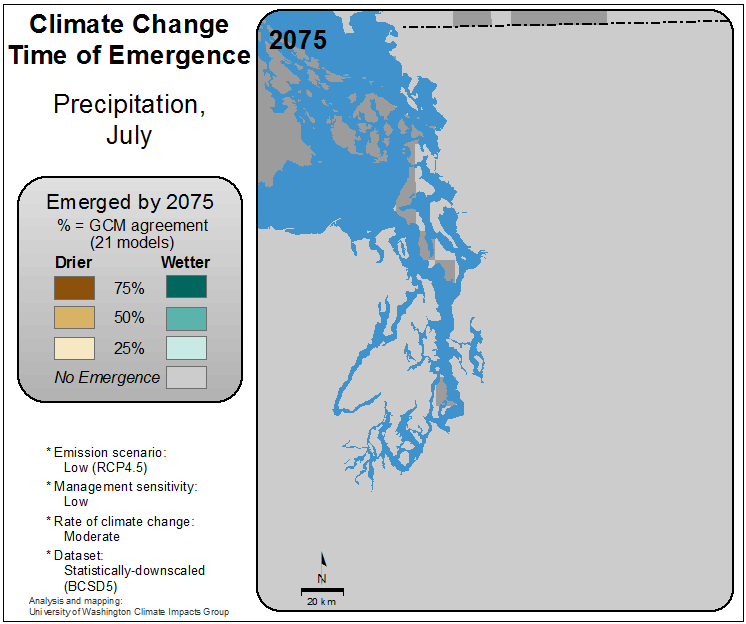 Climate Change
Time of Emergence
Precipitation,
July
Emerged by 2075
% = GCM agreement
(21 models)
Drier Wetter
75%
50%
25%
No Emergence
* Emission scenario:
Low (RCP4.5)
* Management sensitivity:
Low
* Rate of climate change:
Moderate
* Dataset:
Statistically-downscaled
(BCSD5)
Analysis and mapping:
University of Washington Climate Impacts Group
2075
N
20 km